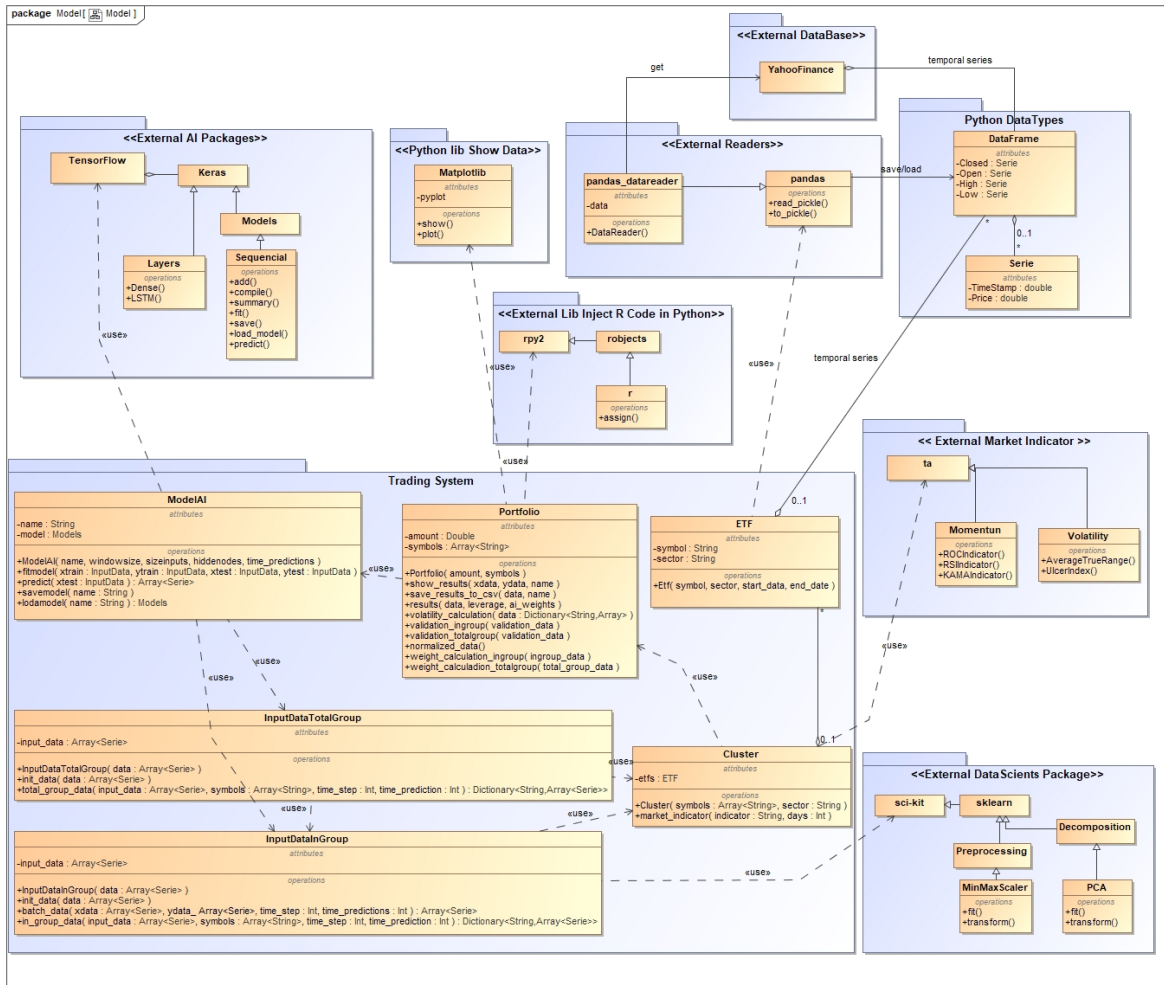 package Model[ Model ]
<<External DataBase>>
YahooFinance
get
temporal series
<<External AI Packages>>
TensorFlow
Keras
Models
Layers
operations
+Dense()
+LSTM()
Sequencial
operations
+add()
+compile()
+summary()
+fit()
+save()
+load_model()
+predict()
<<Python lib Show Data>>
Matplotlib
attributes
-pyplot
operations
+show()
+plot()
<<External Readers>>
pandas_datareader
attributes
-data
operations
+DataReader()
pandas
operations
+read_pickle()
+to_pickle()
save/load
Python DataTypes
DataFrame
attributes
-Closed : Serie
-Open : Serie
-High : Serie
-Low : Serie
*
0..1
*
Serie
attributes
-TimeStamp : double
-Price : double
<<External Lib Inject R Code in Python>>
rpy2
robjects
r
operations
+assign()
«use»
«use»
«use»
«use»
temporal series
«use»
«use»
<< External Market Indicator >>
ta
Momentun
operations
+ROCIndicator()
+RSIIndicator()
+KAMAIndicator()
Volatility
operations
+AverageTrueRange()
+UlcerIndex()
«use»
Trading System
ModelAI
attributes
-name : String
-model : Models
operations
+ModelAI( name, windowsize, sizeinputs, hiddenodes, time_predictions )
+fitmodel( xtrain : InputData, ytrain : InputData, xtest : InputData, ytest : InputData )
+predict( xtest : InputData ) : Array<Serie>
+savemodel( name : String )
+lodamodel( name : String ) : Models
«use»
Portfolio
attributes
-amount : Double
-symbols : Array<String>
operations
+Portfolio( amount, symbols )
+show_results( xdata, ydata, name )
+save_results_to_csv( data, name )
+results( data, leverage, ai_weights )
+volatility_calculation( data : Dictionary<String,Array> )
+validation_ingroup( validation_data )
+validation_totalgroup( validation_data )
+normalized_data()
+weight_calculation_ingroup( ingroup_data )
+weight_calculadion_totalgroup( total_group_data )
0..1
ETF
attributes
-symbol : String
-sector : String
operations
+Etf( symbol, sector, start_data, end_date )
*
0..1
«use»
«use»
«use»
InputDataTotalGroup
attributes
-input_data : Array<Serie>
operations
+InputDataTotalGroup( data : Array<Serie> )
+init_data( data : Array<Serie> )
+total_group_data( input_data : Array<Serie>, symbols : Array<String>, time_step : Int, time_prediction : Int ) : Dictionary<String,Array<Serie>>
«use»
«use»
«use»
Cluster
attributes
-etfs : ETF
operations
+Cluster( symbols : Array<String>, sector : String )
+market_indicator( indicator : String, days : Int )
InputDataInGroup
attributes
-input_data : Array<Serie>
operations
+InputDataInGroup( data : Array<Serie> )
+init_data( data : Array<Serie> )
+batch_data( xdata : Array<Serie>, ydata_ Array<Serie>, time_step : Int, time_predictions : Int ) : Array<Serie>
+in_group_data( input_data : Array<Serie>, symbols : Array<String>, time_step : Int, time_prediction : Int ) : Dictionary<String,Array<Serie>>
<<External DataScients Package>>
sci-kit
sklearn
Decomposition
Preprocessing
MinMaxScaler
operations
+fit()
+transform()
PCA
operations
+fit()
+transform()